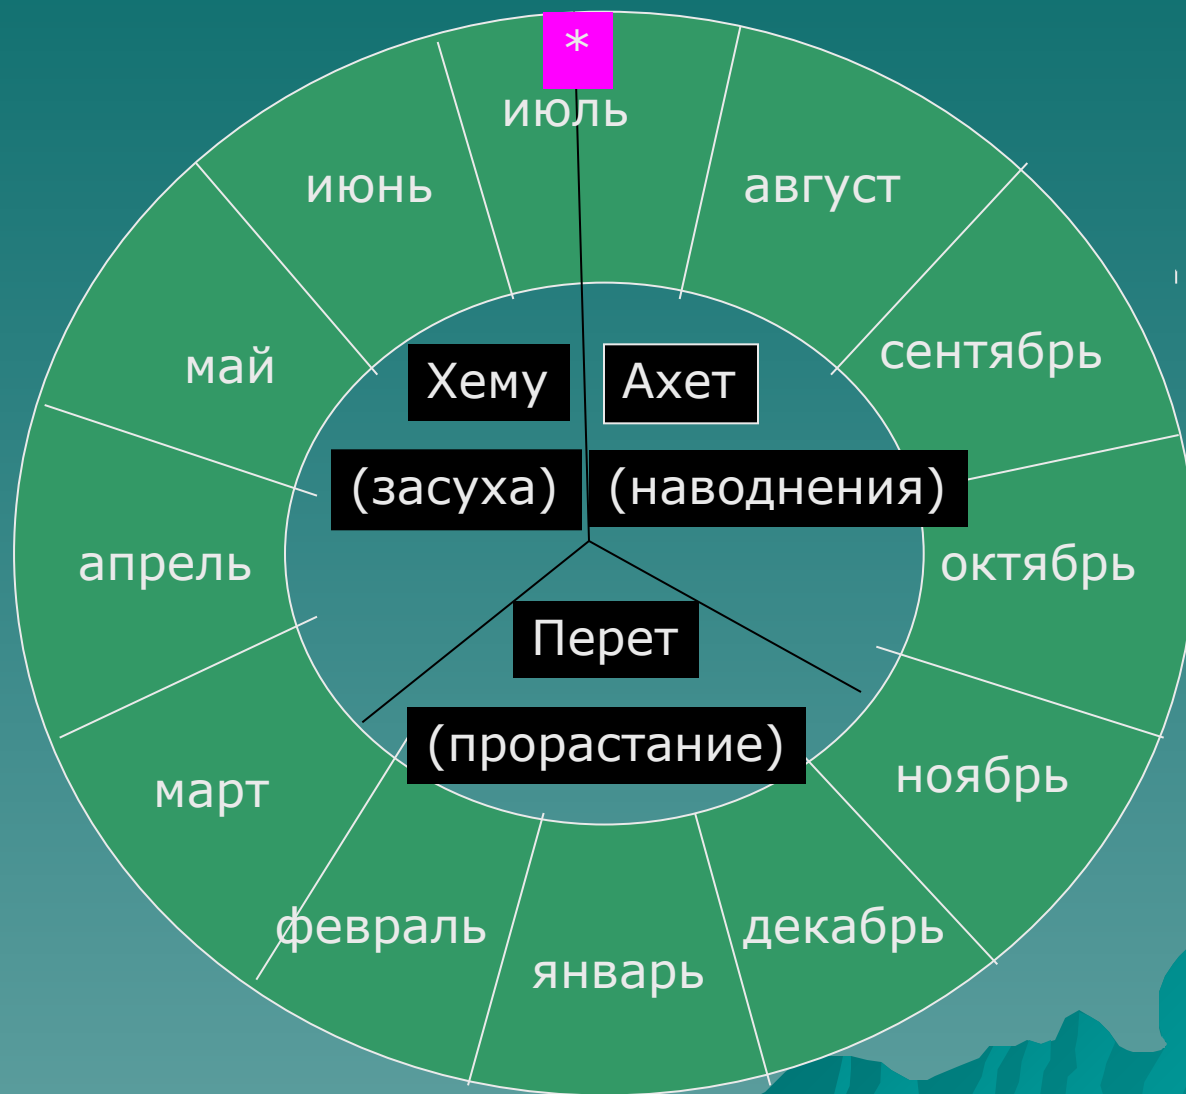 *
июль
июнь
август
май
сентябрь
Хему
Ахет
(засуха)
(наводнения)
апрель
октябрь
Перет
(прорастание)
март
ноябрь
февраль
декабрь
январь